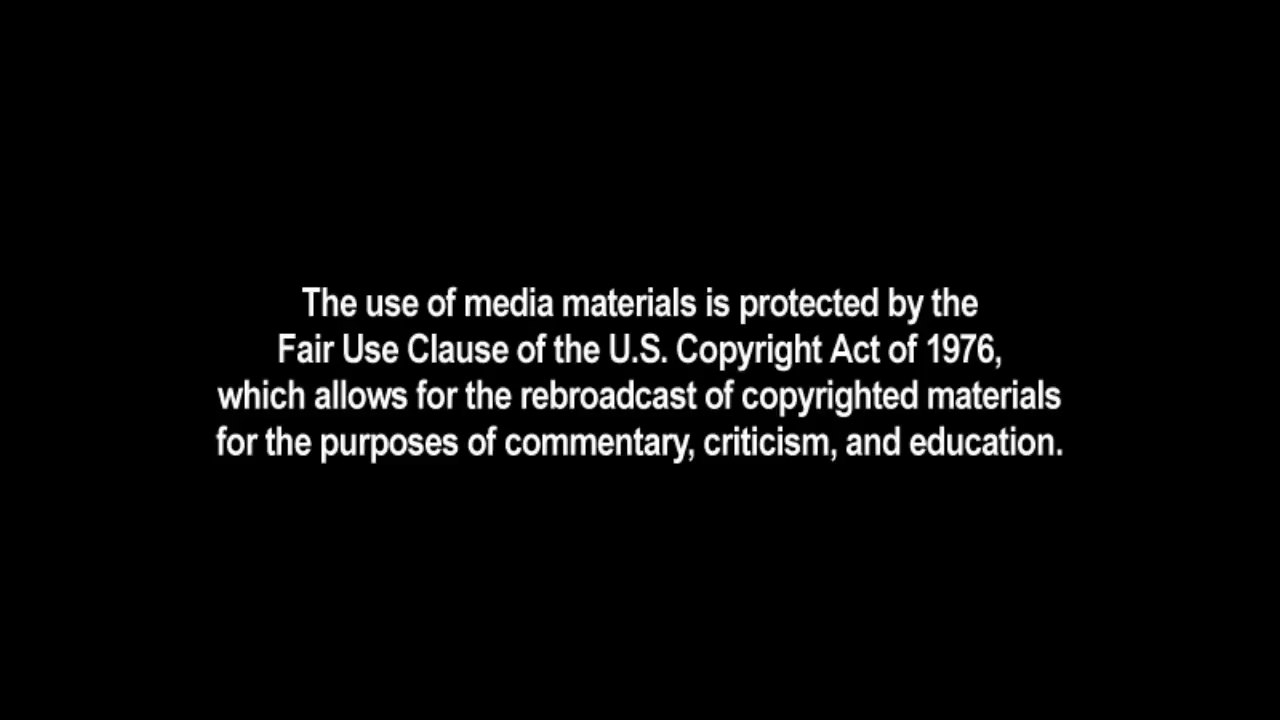 The use of media materials is protected by the
Fair Use Clause of the U.S. Copyright Act of 1976,
which allows for the rebroadcast of copyrighted materials
for the purposes of commentary, criticism, and education.